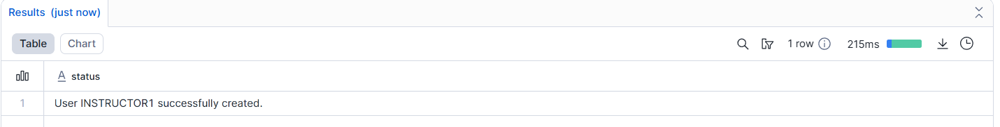 Results (just now)
Table Chart 1 row 215ms
A status
1 User INSTRUCTOR1 successfully created.